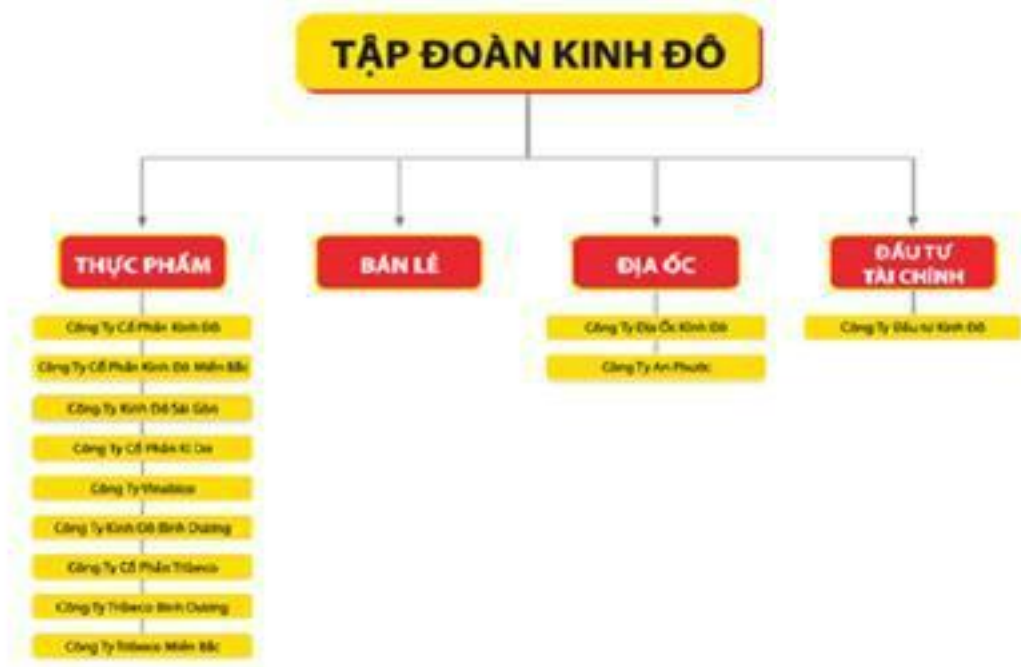 TẬP ĐOÀN KINH ĐÔ
THỰC PHẨM
BÁN LẺ
ĐỊA ỐC
ĐẦU TƯ
TÀI CHÍNH
Công Ty Cổ Phần Kinh Đô
Công Ty Cổ Phần Kinh Đô Miền Bắc
Công Ty Kinh Đô Sài Gòn
Công Ty Cổ Phần Ki Do
Công Ty Vinabico
Công Ty Kinh Đô Bình Dương
Công Ty Cổ Phần Tribeco
Công Ty Tribeco Bình Dương
Công Ty Tribeco Miền Bắc
Công Ty Địa Ốc Kinh Đô
Công Ty An Phước
Công Ty Đầu tư Kinh Đô